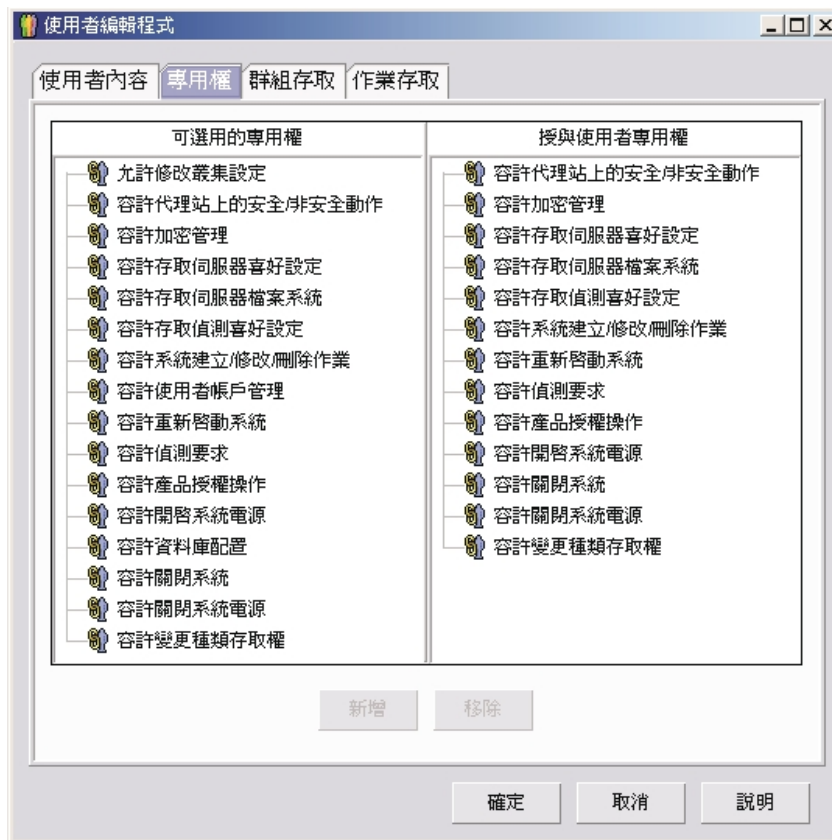 使用者編輯程式
使用者內容 專用權 群組存取 作業存取
可選用的專用權
允許修改叢集設定
容許代理站上的安全/非安全動作
容許加密管理
容許存取伺服器喜好設定
容許存取伺服器檔案系統
容許存取偵測喜好設定
容許系統建立/修改/刪除作業
容許使用者帳戶管理
容許重新啓動系統
容許偵測要求
容許產品授權操作
容許開啓系統電源
容許資料庫配置
容許關閉系統
容許關閉系統電源
容許變更種類存取權
授與使用者專用權
容許代理站上的安全/非安全動作
容許加密管理
容許存取伺服器喜好設定
容許存取伺服器檔案系統
容許存取偵測喜好設定
容許系統建立/修改/刪除作業
容許重新啓動系統
容許偵測要求
容許產品授權操作
容許開啓系統電源
容許關閉系統
容許關閉系統電源
容許變更種類存取權
新增 移除
確定 取消 說明